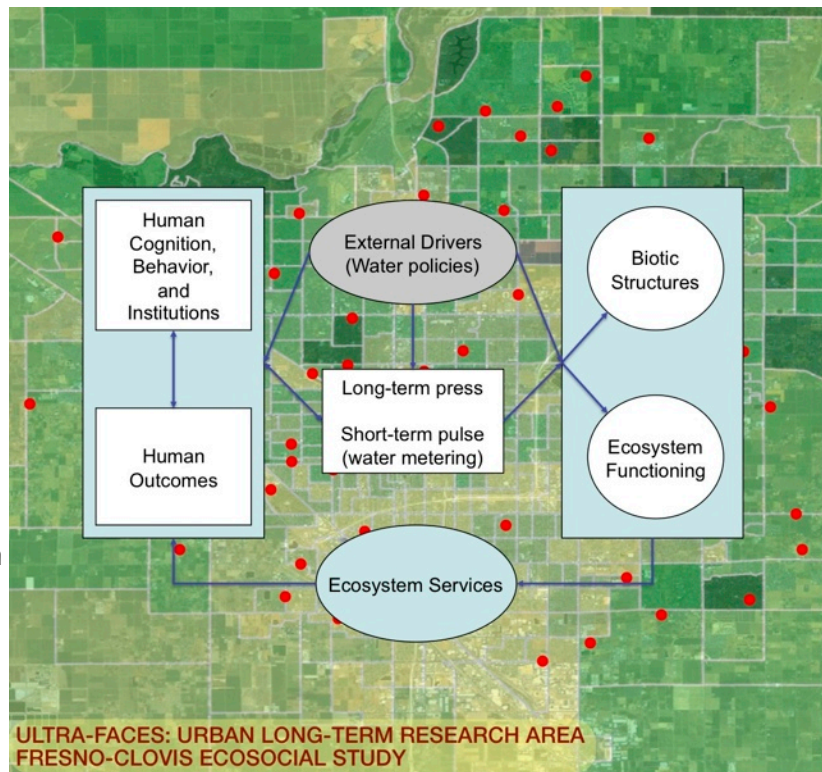 Human
Cognition,
Behavior,
and
Institutions
External Drivers
(Water policies)
Biotic
Structures
Long-term press
Short-term pulse
(water metering)
Human
Outcomes
Ecosystem
Functioning
Ecosystem Services
ULTRA-FACES: URBAN LONG-TERM RESEARCH AREA
FRESNO-CLOVIS ECOSOCIAL STUDY